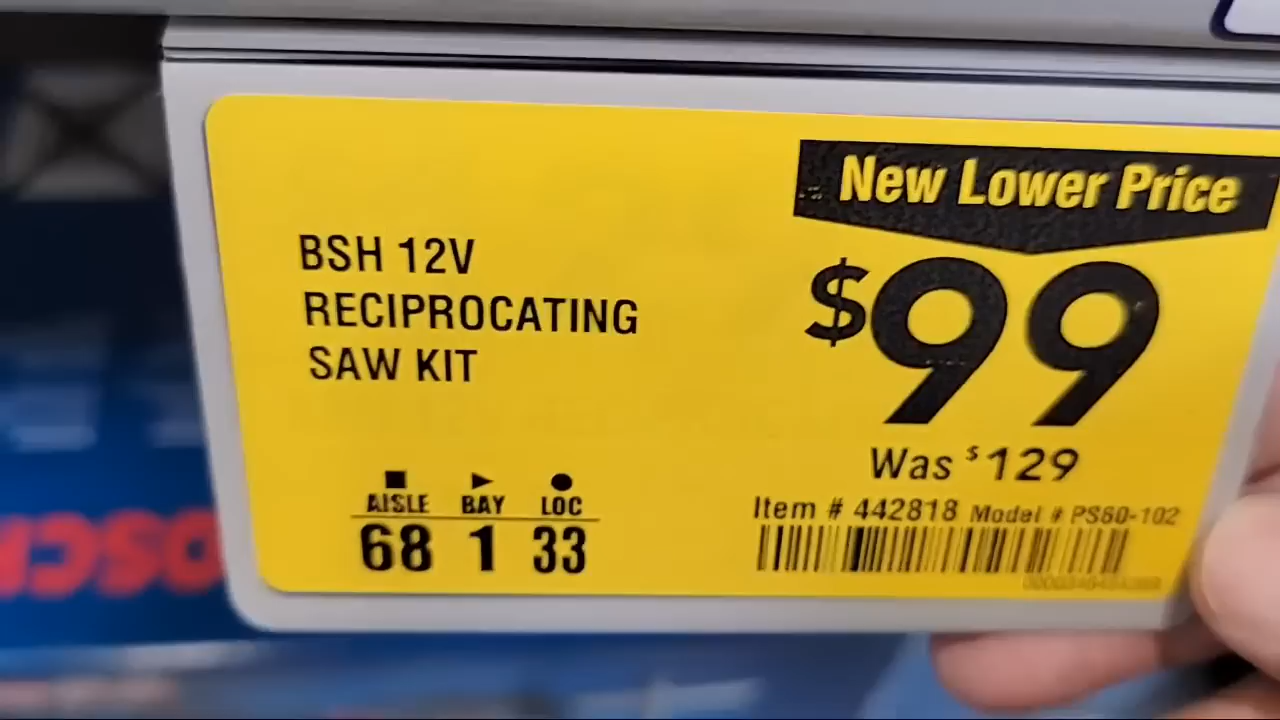 New Lower Price
BSH 12V
RECIPROCATING
SAW KIT
$99
Was $129
Item # 442818 Model # PS60-102
AISLE BAY LOC
68 1 33